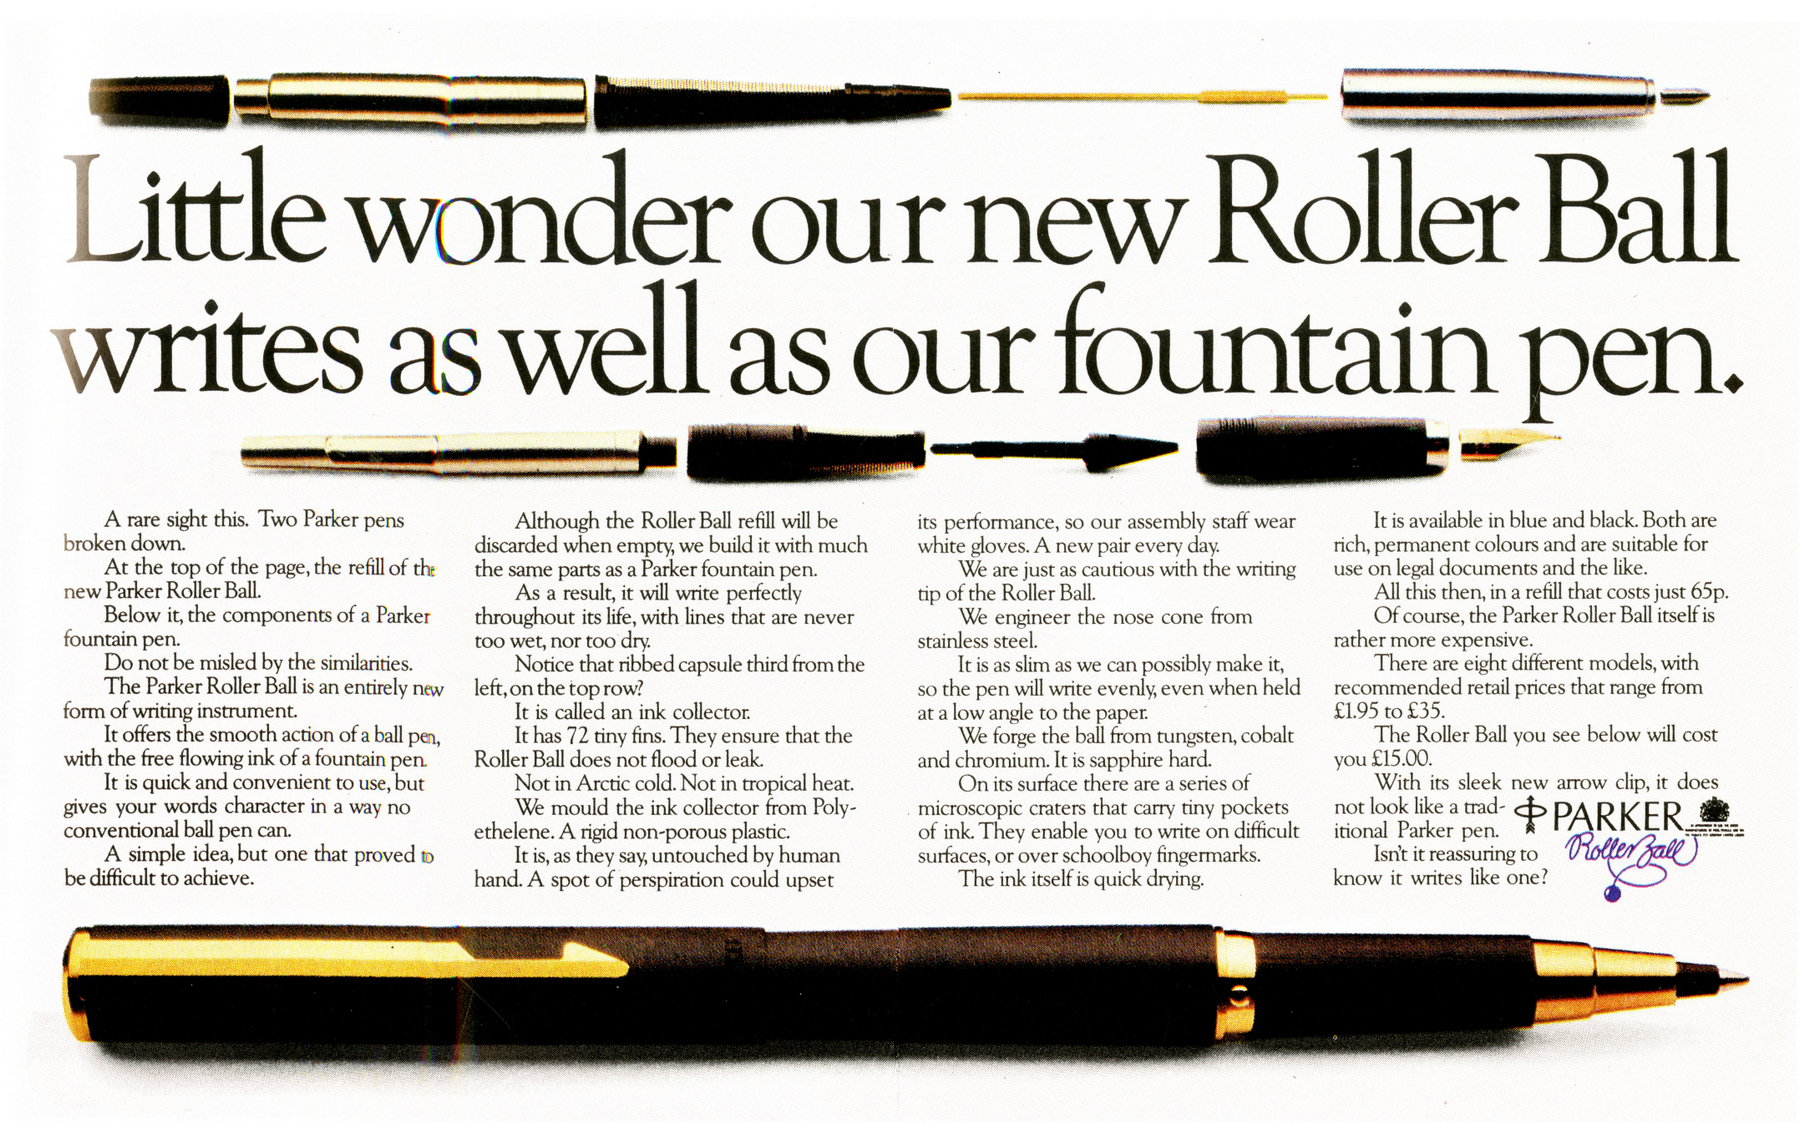 Little wonder our new Roller Ball
writes as well as our fountain pen.
A rare sight this. Two Parker pens
broken down.
At the top of the page, the refill of the
new Parker Roller Ball.
Below it, the components of a Parker
fountain pen.
Do not be misled by the similarities.
The Parker Roller Ball is an entirely new
form of writing instrument.
It offers the smooth action of a ball pen,
with the free flowing ink of a fountain pen.
It is quick and convenient to use, but
gives your words character in a way no
conventional ball pen can.
A simple idea, but one that proved to
be difficult to achieve.
Although the Roller Ball refill will be
discarded when empty, we build it with much
the same parts as a Parker fountain pen.
As a result, it will write perfectly
throughout its life, with lines that are never
too wet, nor too dry.
Notice that ribbed capsule third from the
left, on the top row?
It is called an ink collector.
It has 72 tiny fins. They ensure that the
Roller Ball does not flood or leak.
Not in Arctic cold. Not in tropical heat.
We mould the ink collector from Poly-
ethelene. A rigid non-porous plastic.
It is, as they say, untouched by human
hand. A spot of perspiration could upset
its performance, so our assembly staff wear
white gloves. A new pair every day.
We are just as cautious with the writing
tip of the Roller Ball.
We engineer the nose cone from
stainless steel.
It is as slim as we can possibly make it,
so the pen will write evenly, even when held
at a low angle to the paper.
We forge the ball from tungsten, cobalt
and chromium. It is sapphire hard.
On its surface there are a series of
microscopic craters that carry tiny pockets
of ink. They enable you to write on difficult
surfaces, or over schoolboy fingermarks.
The ink itself is quick drying.
It is available in blue and black. Both are
rich, permanent colours and are suitable for
use on legal documents and the like.
All this then, in a refill that costs just 65p.
Of course, the Parker Roller Ball itself is
rather more expensive.
There are eight different models, with
recommended retail prices that range from
£1.95 to £35.
The Roller Ball you see below will cost
you £15.00.
With its sleek new arrow clip, it does
not look like a trad-
itional Parker pen.
Isn't it reassuring to
know it writes like one?
PARKER
Roller Ball